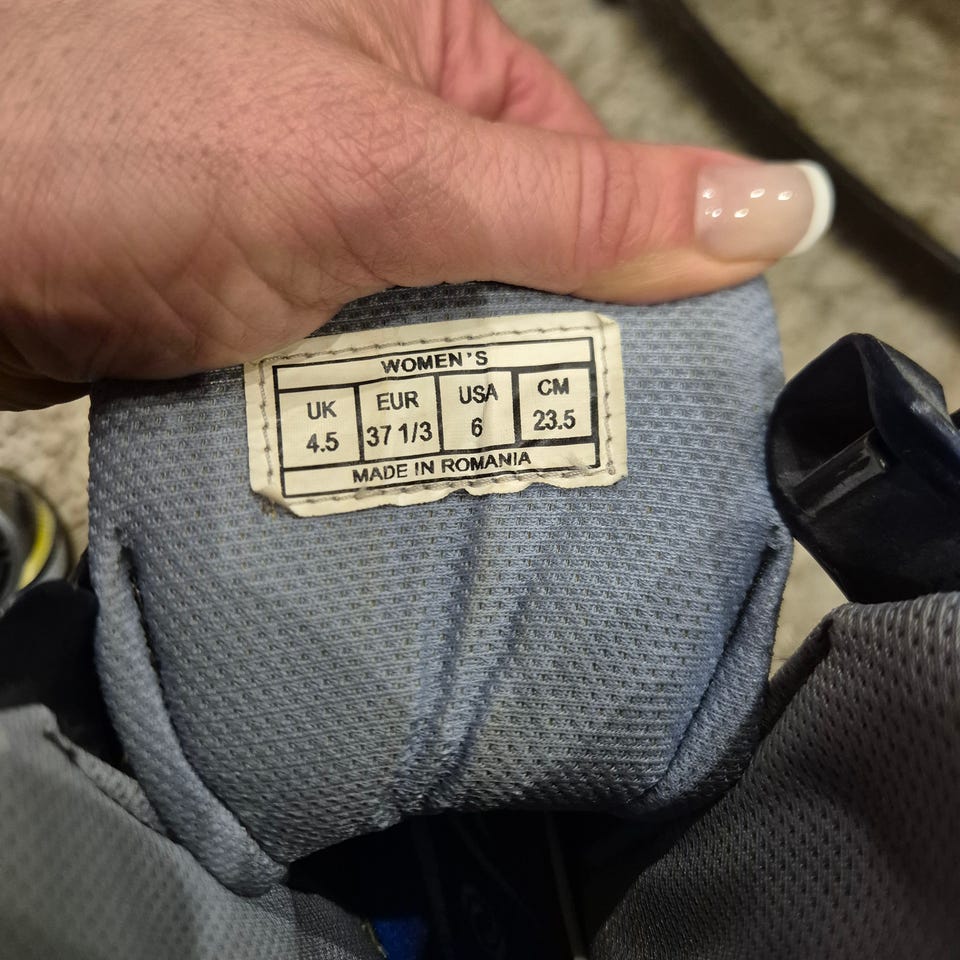 WOMEN'S
UK EUR USA CM
4.5 37 1/3 6 23.5
MADE IN ROMANIA